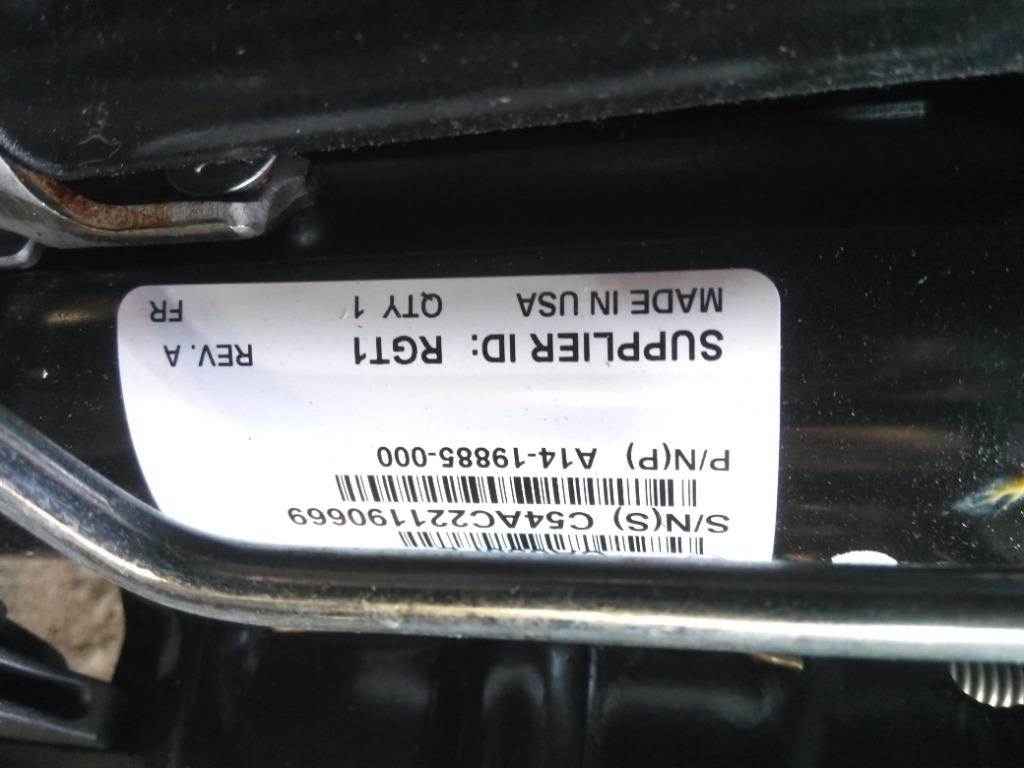 S/N(S) C54AC221190669
P/N(P) A14-19885-000
SUPPLIER ID: RGT1 REV. A
MADE IN USA QTY 1 FR